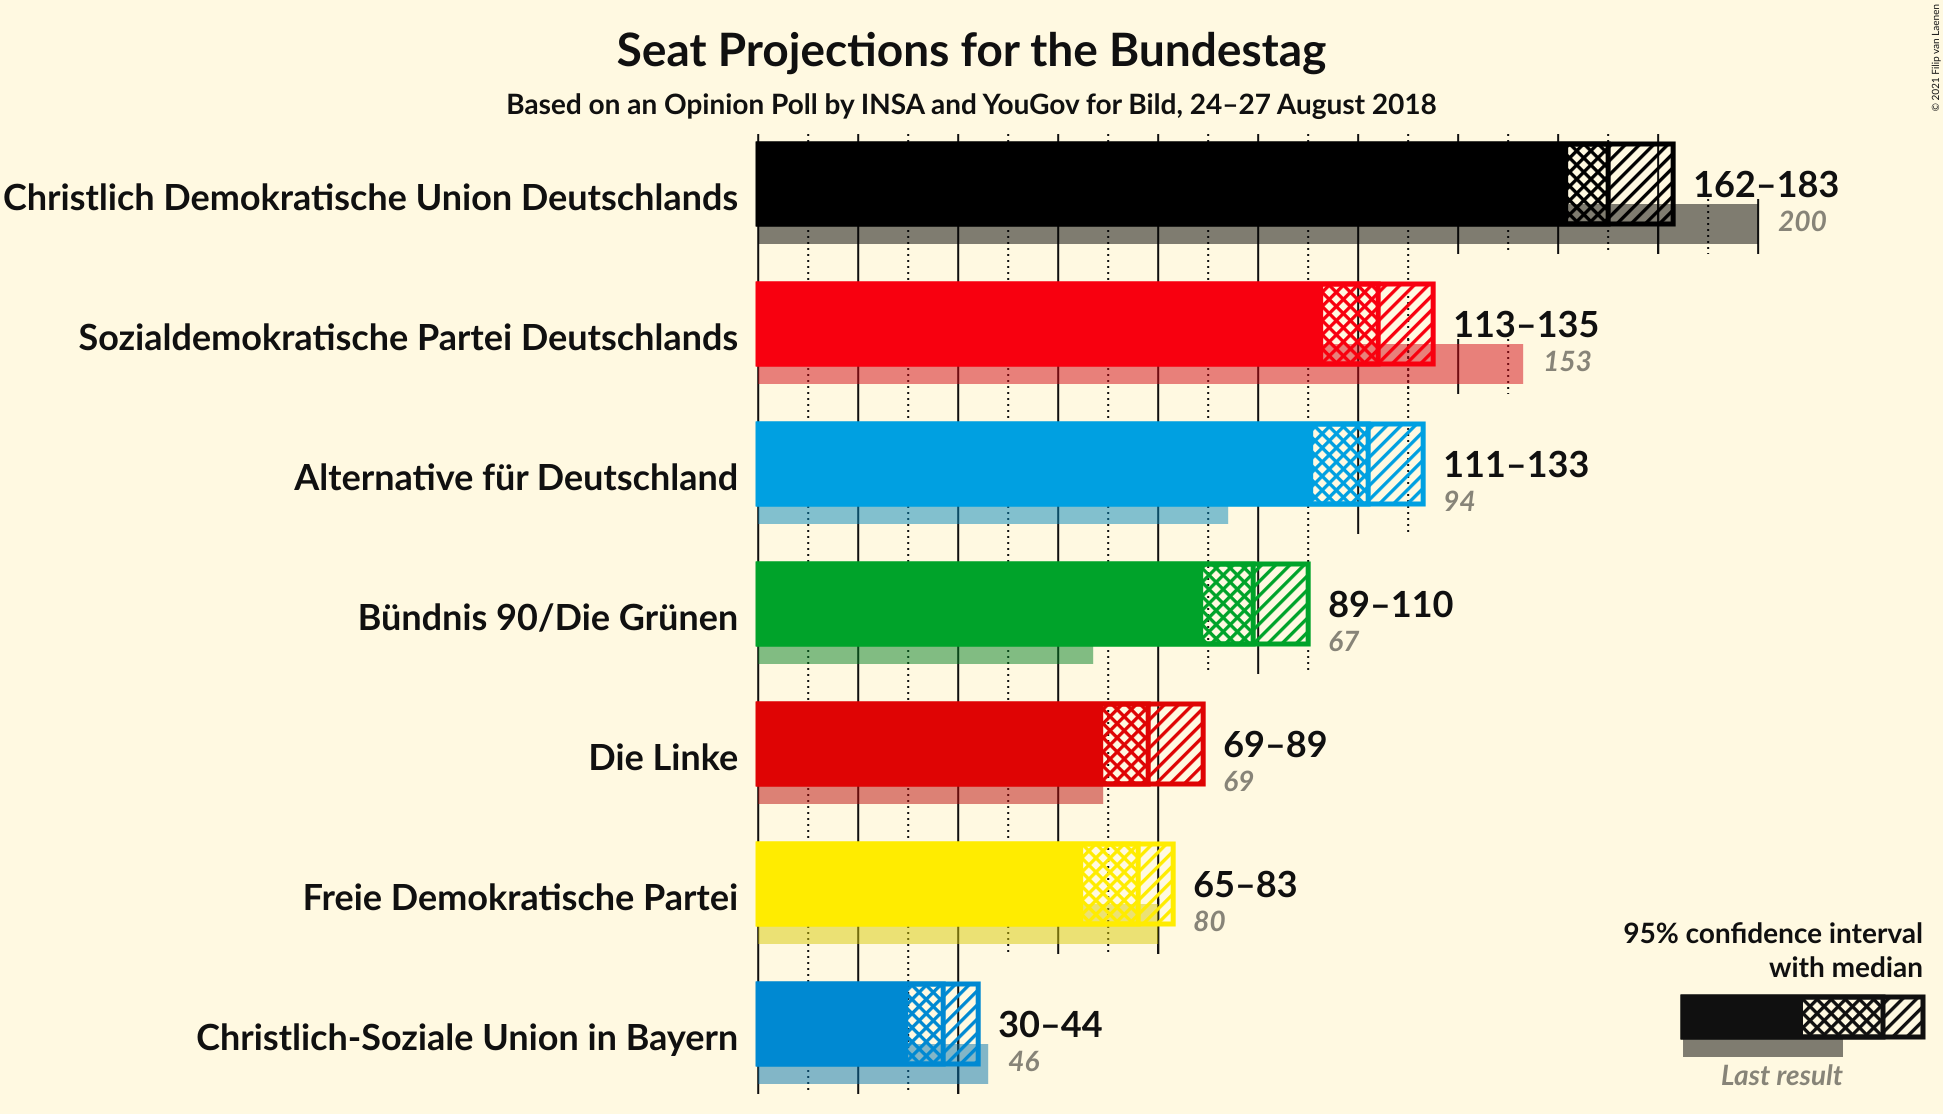 Seat Projections for the Bundestag
Based on an Opinion Poll by INSA and YouGov for Bild, 24–27 August 2018
© 2021 Filip van Laenen
Christlich Demokratische Union Deutschlands
162–183
200
Sozialdemokratische Partei Deutschlands
113–135
153
Alternative für Deutschland
111–133
94
Bündnis 90/Die Grünen
89–110
67
Die Linke
69–89
69
Freie Demokratische Partei
65–83
80
Christlich-Soziale Union in Bayern
30–44
46
95% confidence interval
with median
Last result